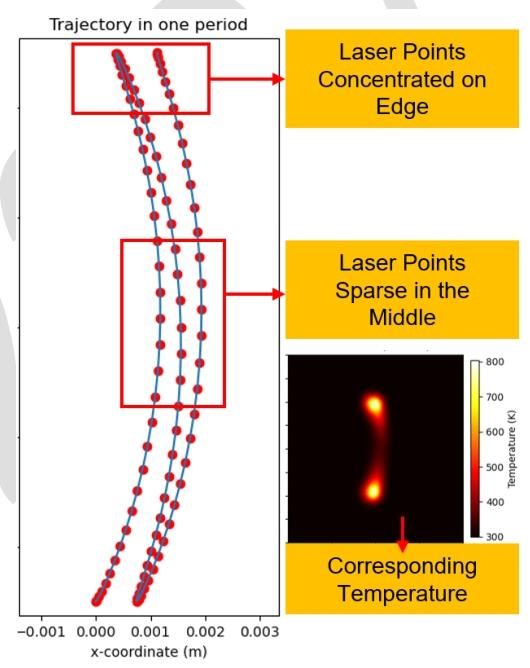 Trajectory in one period
Laser Points
Concentrated on
Edge
Laser Points
Sparse in the
Middle
800
700
600
500
400
300
Temperature (K)
Corresponding
Temperature
−0.001 0.000 0.001 0.002 0.003
x-coordinate (m)